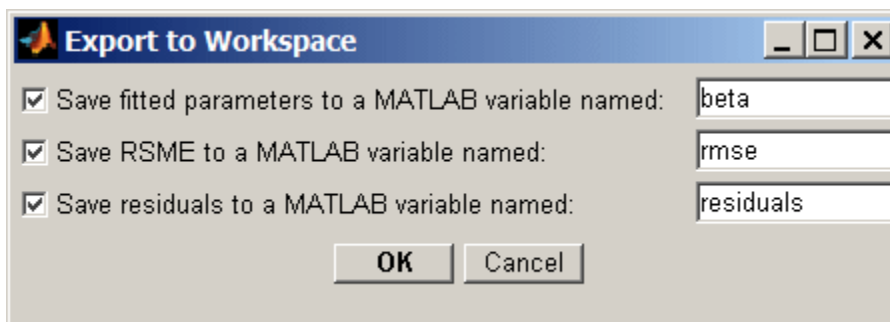 Export to Workspace
Save fitted parameters to a MATLAB variable named: beta
Save RSME to a MATLAB variable named: rmse
Save residuals to a MATLAB variable named: residuals
OK Cancel